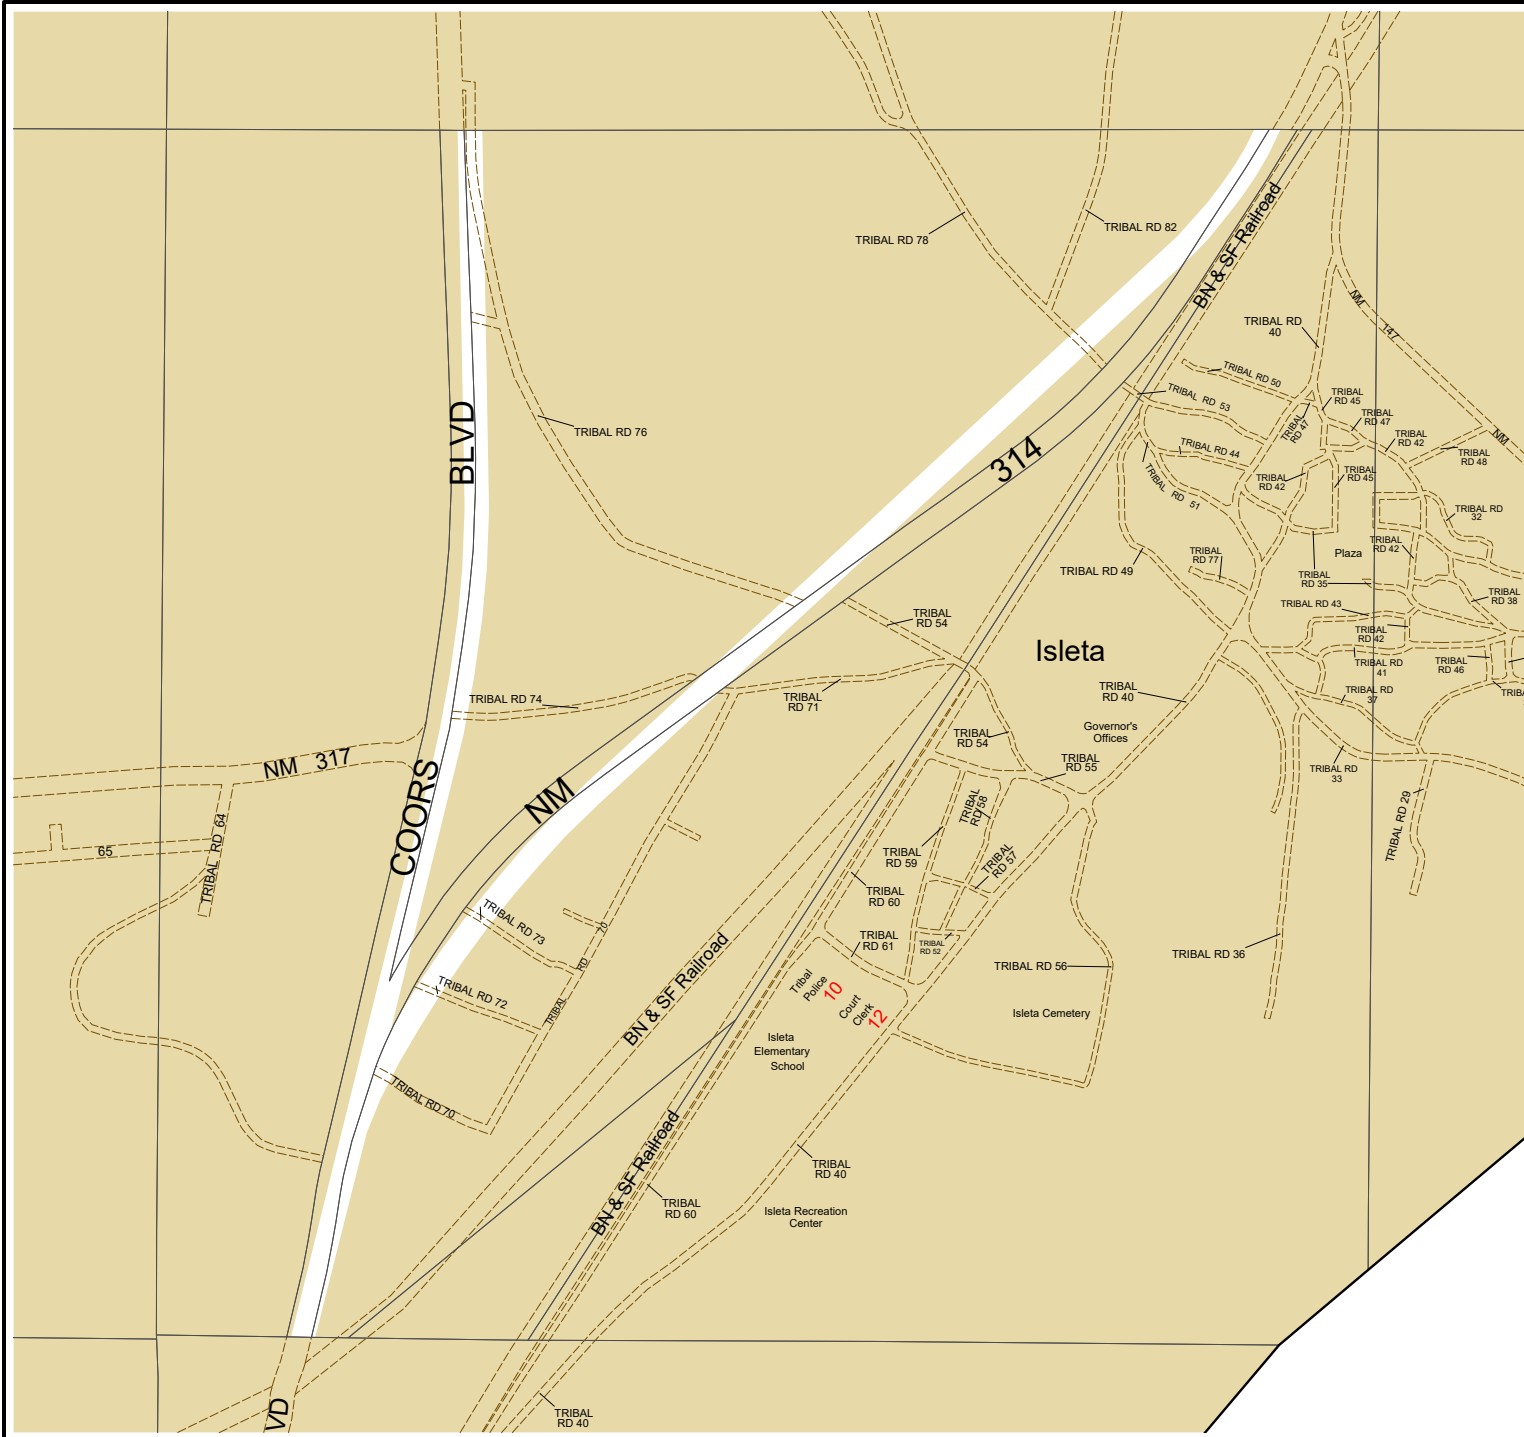 TRIBAL RD 78
TRIBAL RD 82
BN & SF Railroad
NM
147
TRIBAL RD
40
TRIBAL RD 50
TRIBAL RD 53
TRIBAL
RD 45
TRIBAL
RD 47
TRIBAL
RD 47
TRIBAL
RD 42
NM
TRIBAL
RD 48
BLVD
TRIBAL RD 76
314
TRIBAL RD 44
TRIBAL
RD 42
TRIBAL
RD 45
TRIBAL RD 51
TRIBAL RD
32
TRIBAL
RD 77
Plaza
TRIBAL
RD 42
TRIBAL RD 49
TRIBAL
RD 35
TRIBAL
RD 38
TRIBAL RD 43
TRIBAL
RD 54
TRIBAL
RD 42
Isleta
TRIBAL RD
41
TRIBAL
RD 46
TRIBAL RD 74
TRIBAL
RD 71
TRIBAL
RD 40
TRIBAL RD
37
TRIBA
Governor's
Offices
TRIBAL
RD 54
TRIBAL
RD 55
NM 317
COORS
NM
TRIBAL RD
33
TRIBAL RD 29
TRIBAL
RD 58
TRIBAL RD 64
65
TRIBAL
RD 59
TRIBAL
RD 57
TRIBAL
RD 60
TRIBAL RD 73
TRIBAL RD 70
TRIBAL
RD 61
TRIBAL
RD 52
BN & SF Railroad
TRIBAL RD 36
TRIBAL RD 56
TRIBAL RD 72
Tribal
Police
10
Court
Clerk
12
Isleta Cemetery
Isleta
Elementary
School
TRIBAL RD 70
BN & SF Railroad
TRIBAL
RD 40
TRIBAL
RD 60
Isleta Recreation
Center
VD
TRIBAL
RD 40